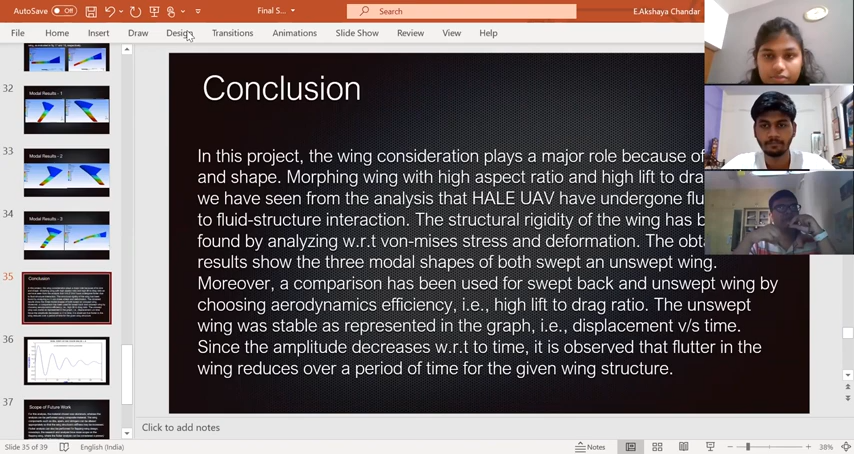 AutoSave Off Final S... Search E.Akshaya Chandar
File Home Insert Draw Design Transitions Animations Slide Show Review View Help
32
Modal Results - 1
33
Modal Results - 2
34
Modal Results - 3
35
Conclusion
36
37
Scope of Future Work
Conclusion
In this project, the wing consideration plays a major role because of
and shape. Morphing wing with high aspect ratio and high lift to
we have seen from the analysis that HALE UAV have undergone
to fluid-structure interaction. The structural rigidity of the wing has
found by analyzing w.r.t von-mises stress and deformation. The
results show the three modal shapes of both swept an unswept wing.
Moreover, a comparison has been used for swept back and unswept wing by
choosing aerodynamics efficiency, i.e., high lift to drag ratio. The unswept
wing was stable as represented in the graph, i.e., displacement v/s time.
Since the amplitude decreases w.r.t to time, it is observed that flutter in the
wing reduces over a period of time for the given wing structure.
Click to add notes
Slide 35 of 39 English (India) Notes 38%